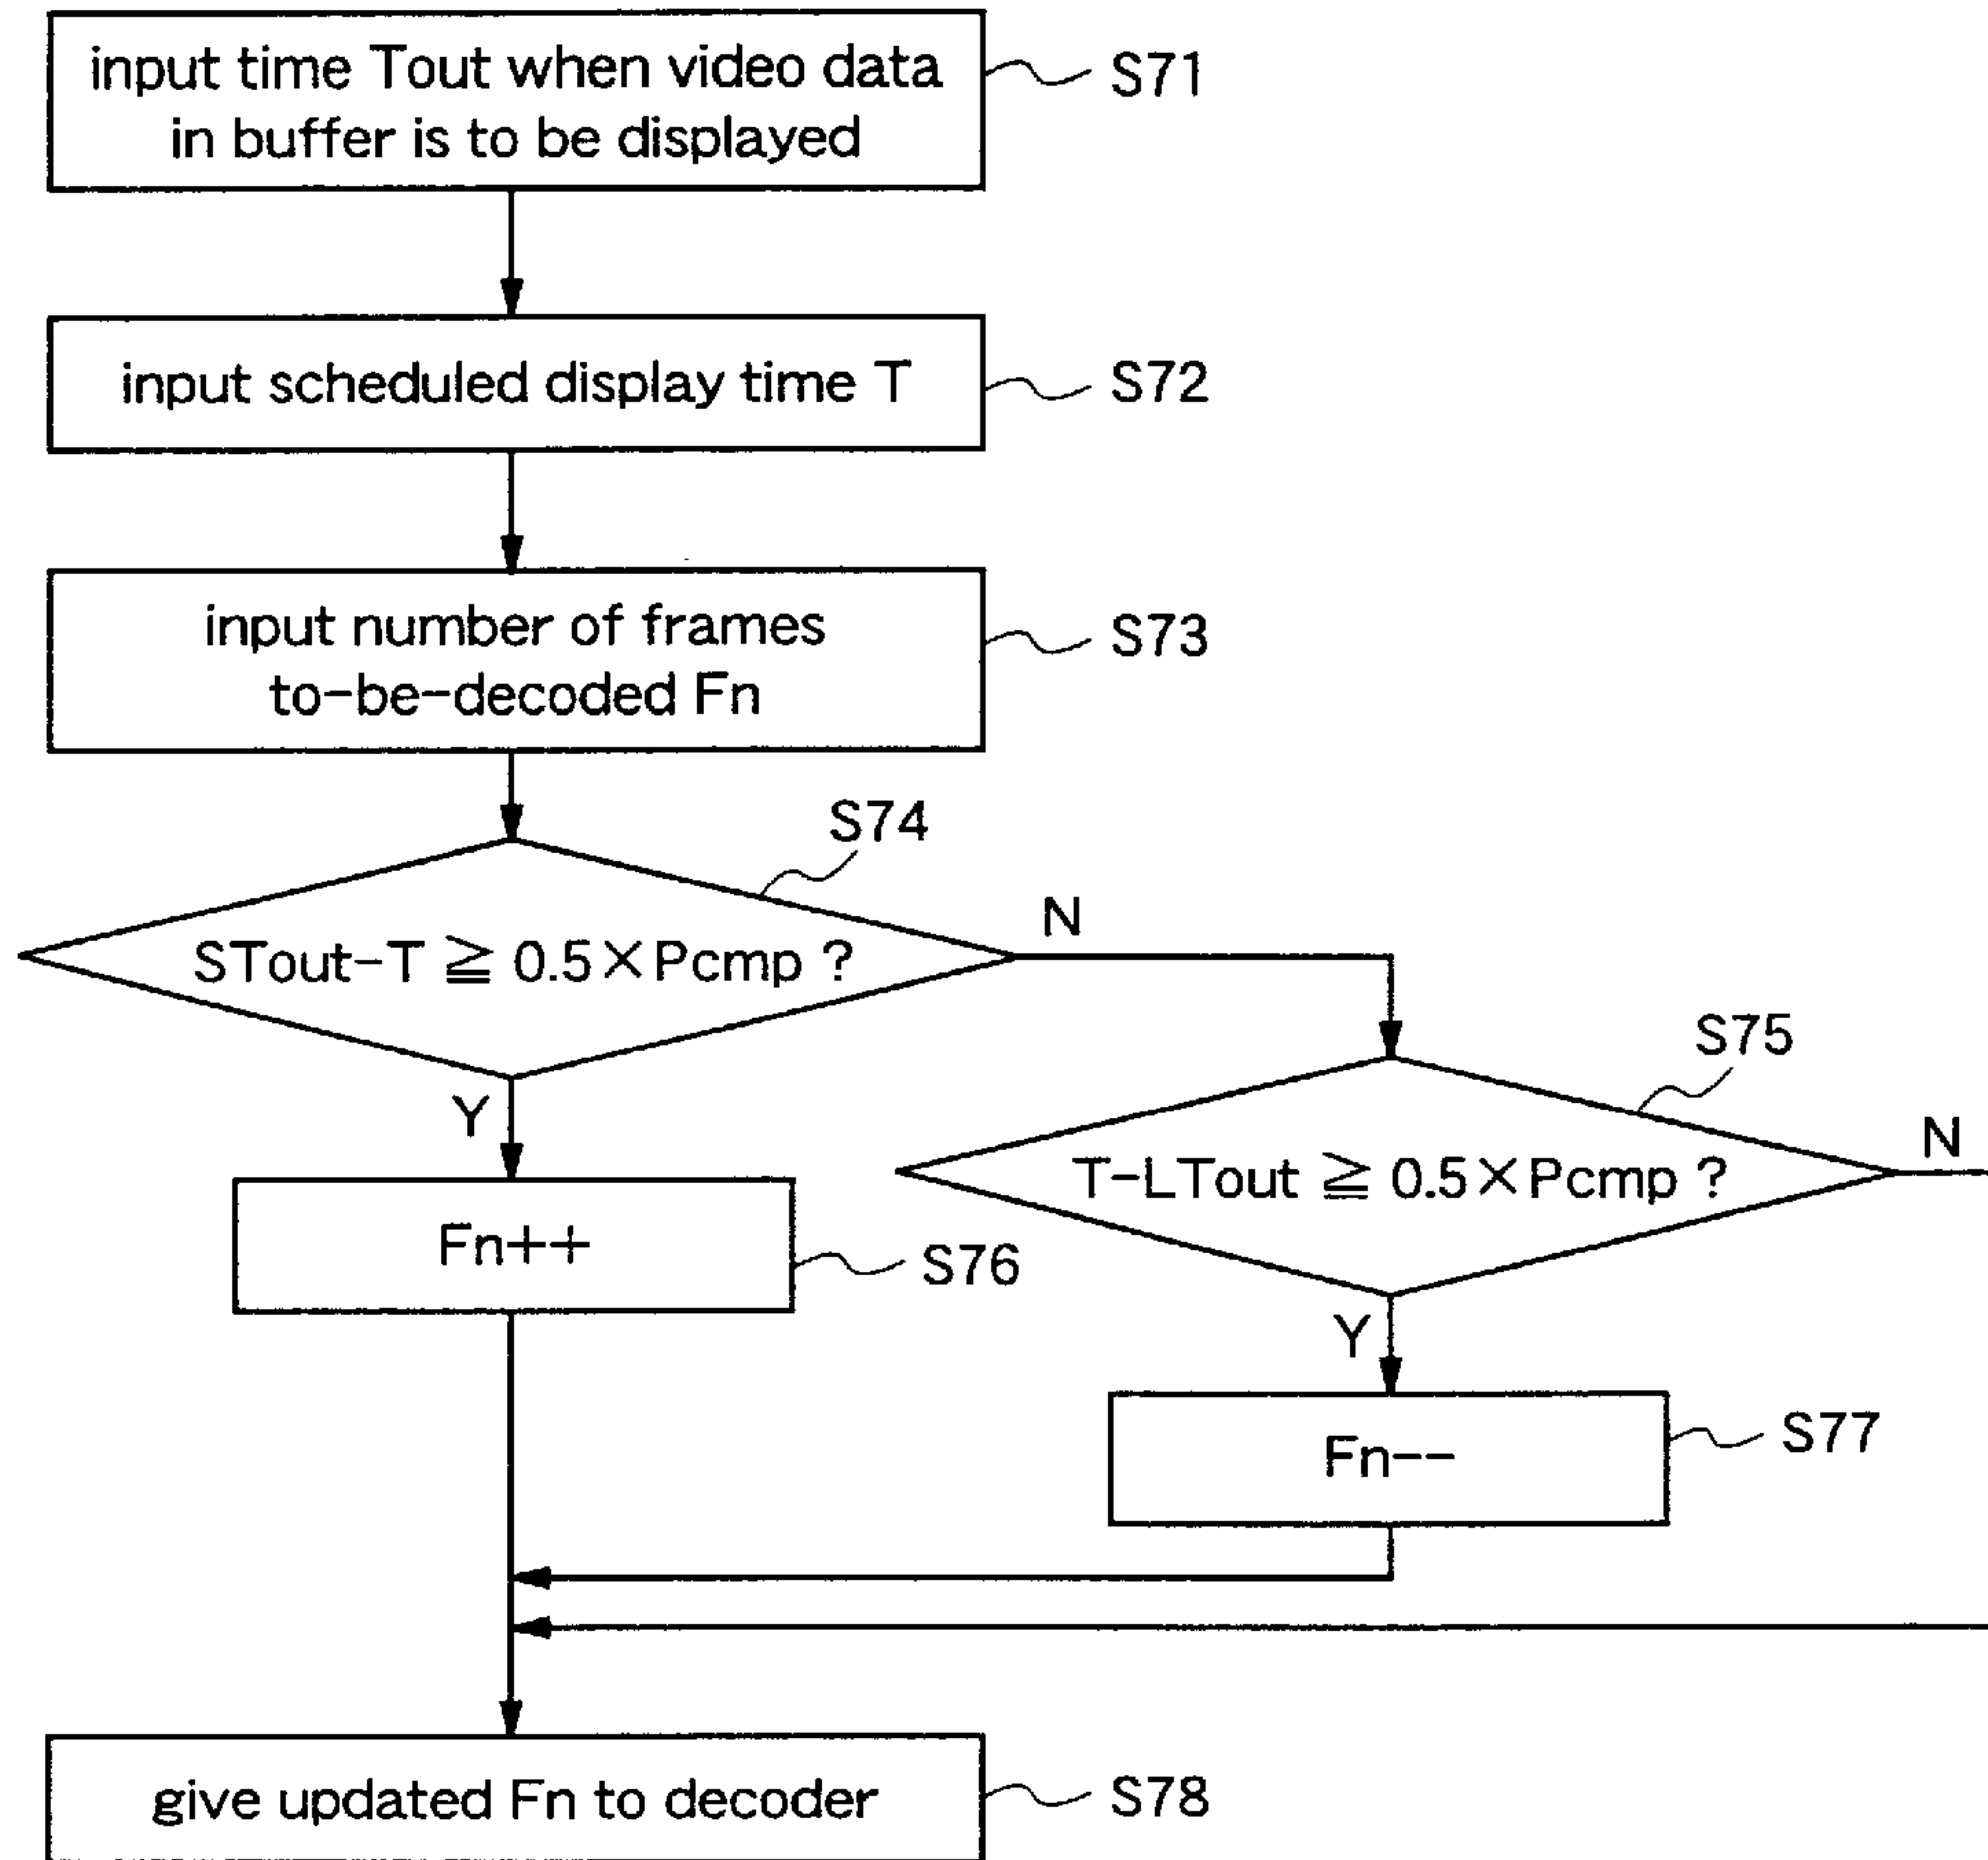 input time Tout when video data
in buffer is to be displayed
S71
input scheduled display time T
S72
input number of frames
to-be-decoded Fn
S73
S74
STout-T ≧ 0.5×Pcmp ?
N
Y
S75
T-LTout ≧ 0.5×Pcmp ?
N
Y
Fn++
S76
Fn--
S77
give updated Fn to decoder
S78